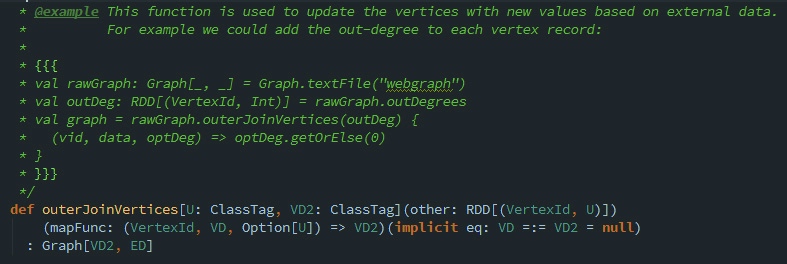 * @example This function is used to update the vertices with new values based on external data.
*          For example we could add the out-degree to each vertex record:
*
* {{{
* val rawGraph: Graph[_, _] = Graph.textFile("webgraph")
* val outDeg: RDD[(VertexId, Int)] = rawGraph.outDegrees
* val graph = rawGraph.outerJoinVertices(outDeg) {
*   (vid, data, optDeg) => optDeg.getOrElse(0)
* }
* }}}
*/
def outerJoinVertices[U: ClassTag, VD2: ClassTag](other: RDD[(VertexId, U)])
    (mapFunc: (VertexId, VD, Option[U]) => VD2)(implicit eq: VD =:= VD2 = null)
  : Graph[VD2, ED]